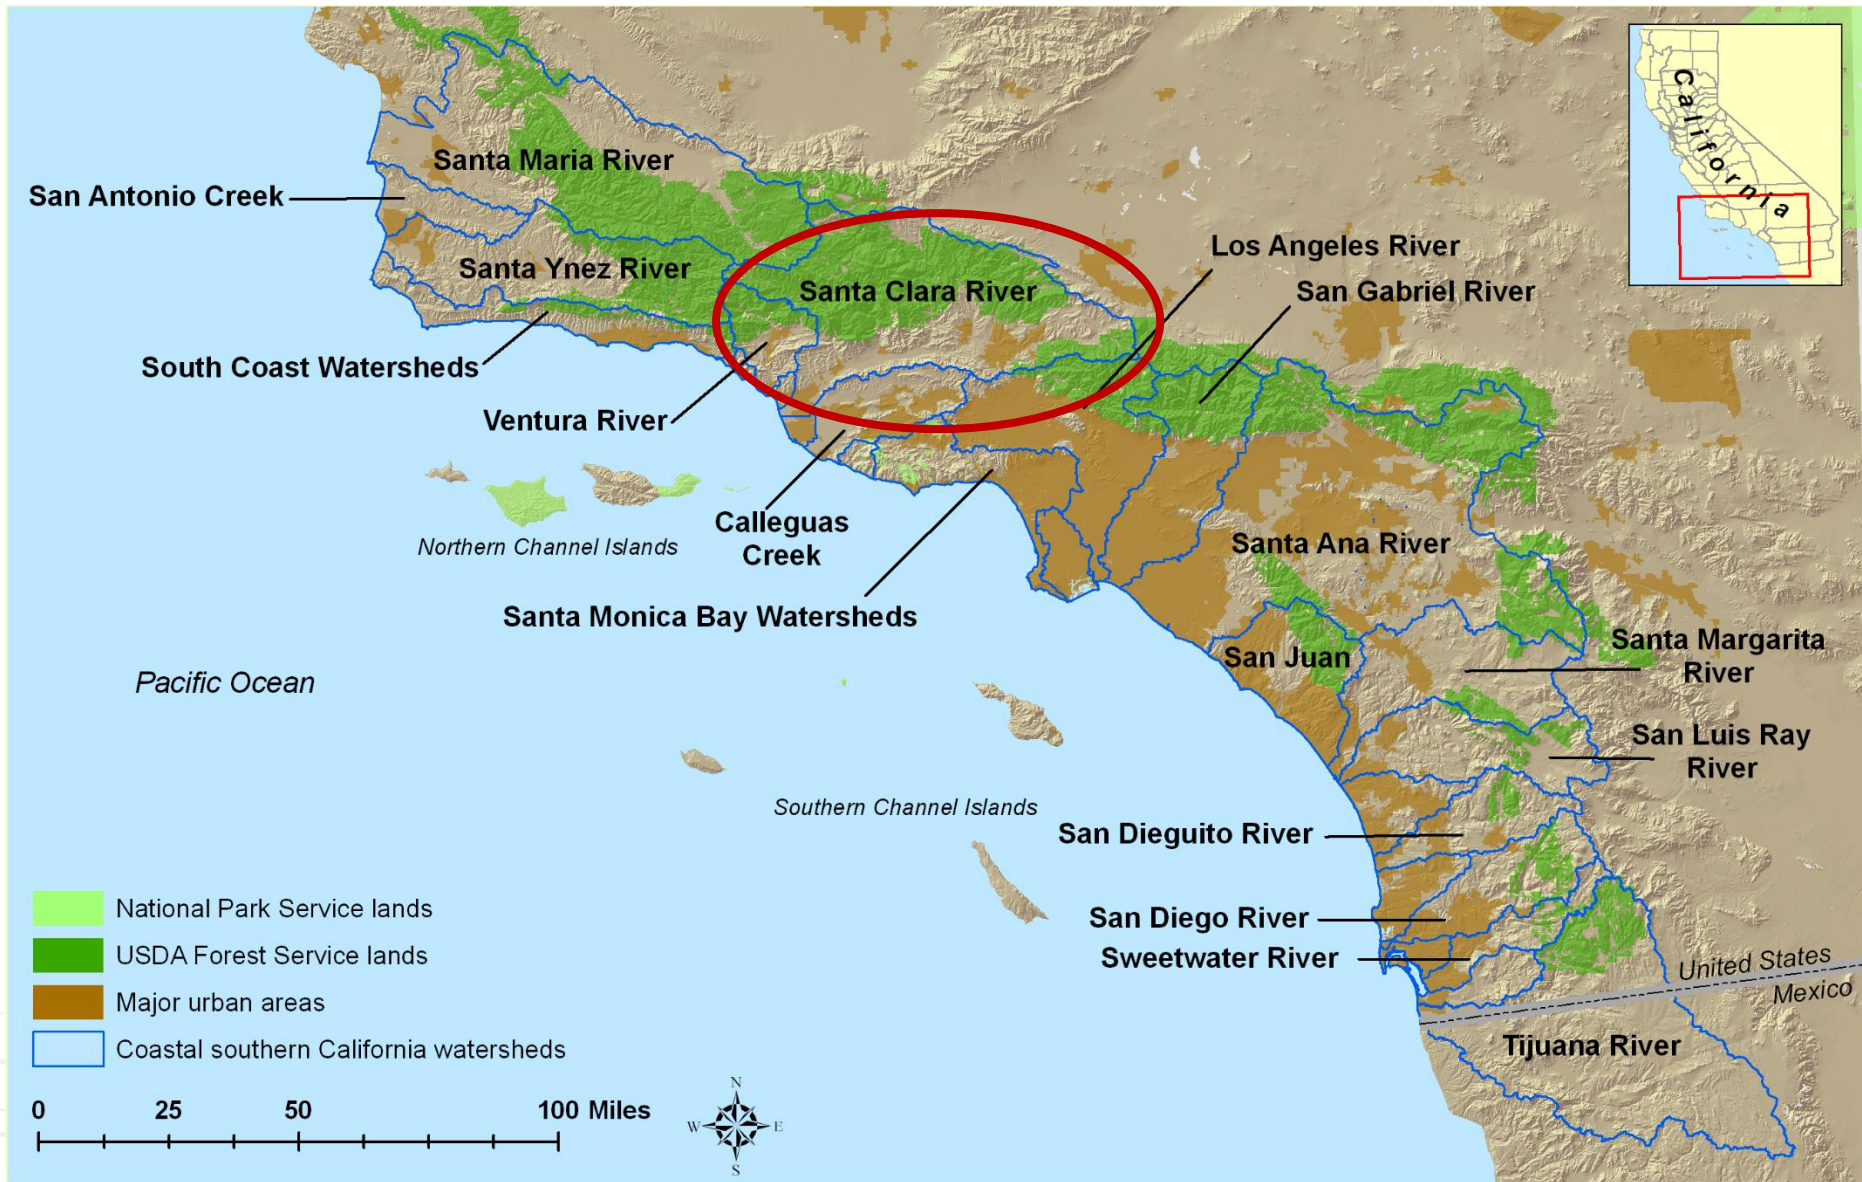 California
Santa Maria River
San Antonio Creek
Los Angeles River
Santa Ynez River
Santa Clara River
San Gabriel River
South Coast Watersheds
Ventura River
Calleguas
Creek
Northern Channel Islands
Santa Ana River
Santa Monica Bay Watersheds
Santa Margarita
River
San Juan
Pacific Ocean
San Luis Ray
River
Southern Channel Islands
San Dieguito River
National Park Service lands
San Diego River
USDA Forest Service lands
Sweetwater River
United States
Mexico
Major urban areas
Coastal southern California watersheds
Tijuana River
N
W E
S
0 25 50 100 Miles